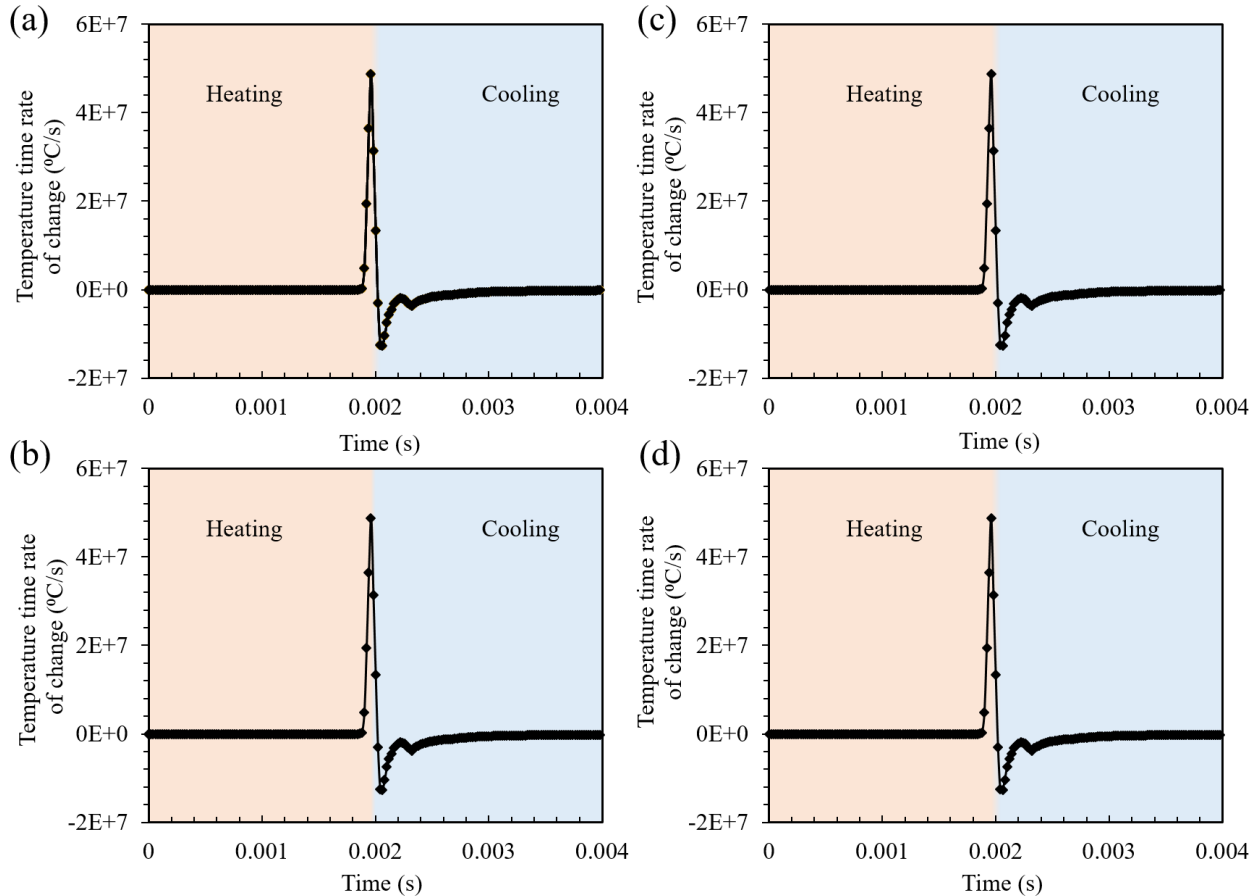 (a)
6E+7
4E+7
2E+7
0E+0
-2E+7
Temperature time rate
of change (ºC/s)
Heating
Cooling
0 0.001 0.002 0.003 0.004
Time (s)
(c)
6E+7
4E+7
2E+7
0E+0
-2E+7
Temperature time rate
of change (ºC/s)
Heating
Cooling
0 0.001 0.002 0.003 0.004
Time (s)
(b)
6E+7
4E+7
2E+7
0E+0
-2E+7
Temperature time rate
of change (ºC/s)
Heating
Cooling
0 0.001 0.002 0.003 0.004
Time (s)
(d)
6E+7
4E+7
2E+7
0E+0
-2E+7
Temperature time rate
of change (ºC/s)
Heating
Cooling
0 0.001 0.002 0.003 0.004
Time (s)